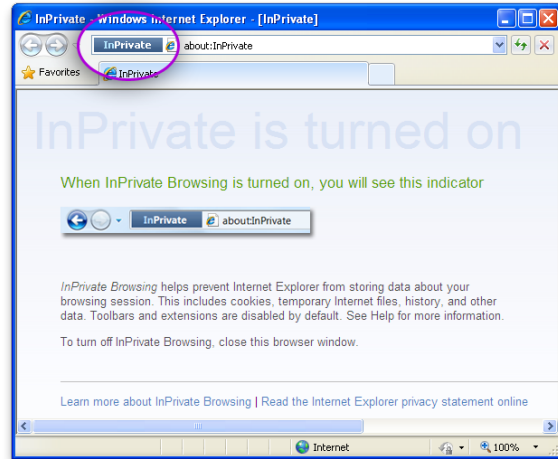 InPrivate - Windows Internet Explorer - [InPrivate]
InPrivate about:InPrivate
Favorites InPrivate
InPrivate is turned on
When InPrivate Browsing is turned on, you will see this indicator
InPrivate about:InPrivate
InPrivate Browsing helps prevent Internet Explorer from storing data about your
browsing session. This includes cookies, temporary Internet files, history, and other
data. Toolbars and extensions are disabled by default. See Help for more information.
To turn off InPrivate Browsing, close this browser window.
Learn more about InPrivate Browsing | Read the Internet Explorer privacy statement online
Internet 100%